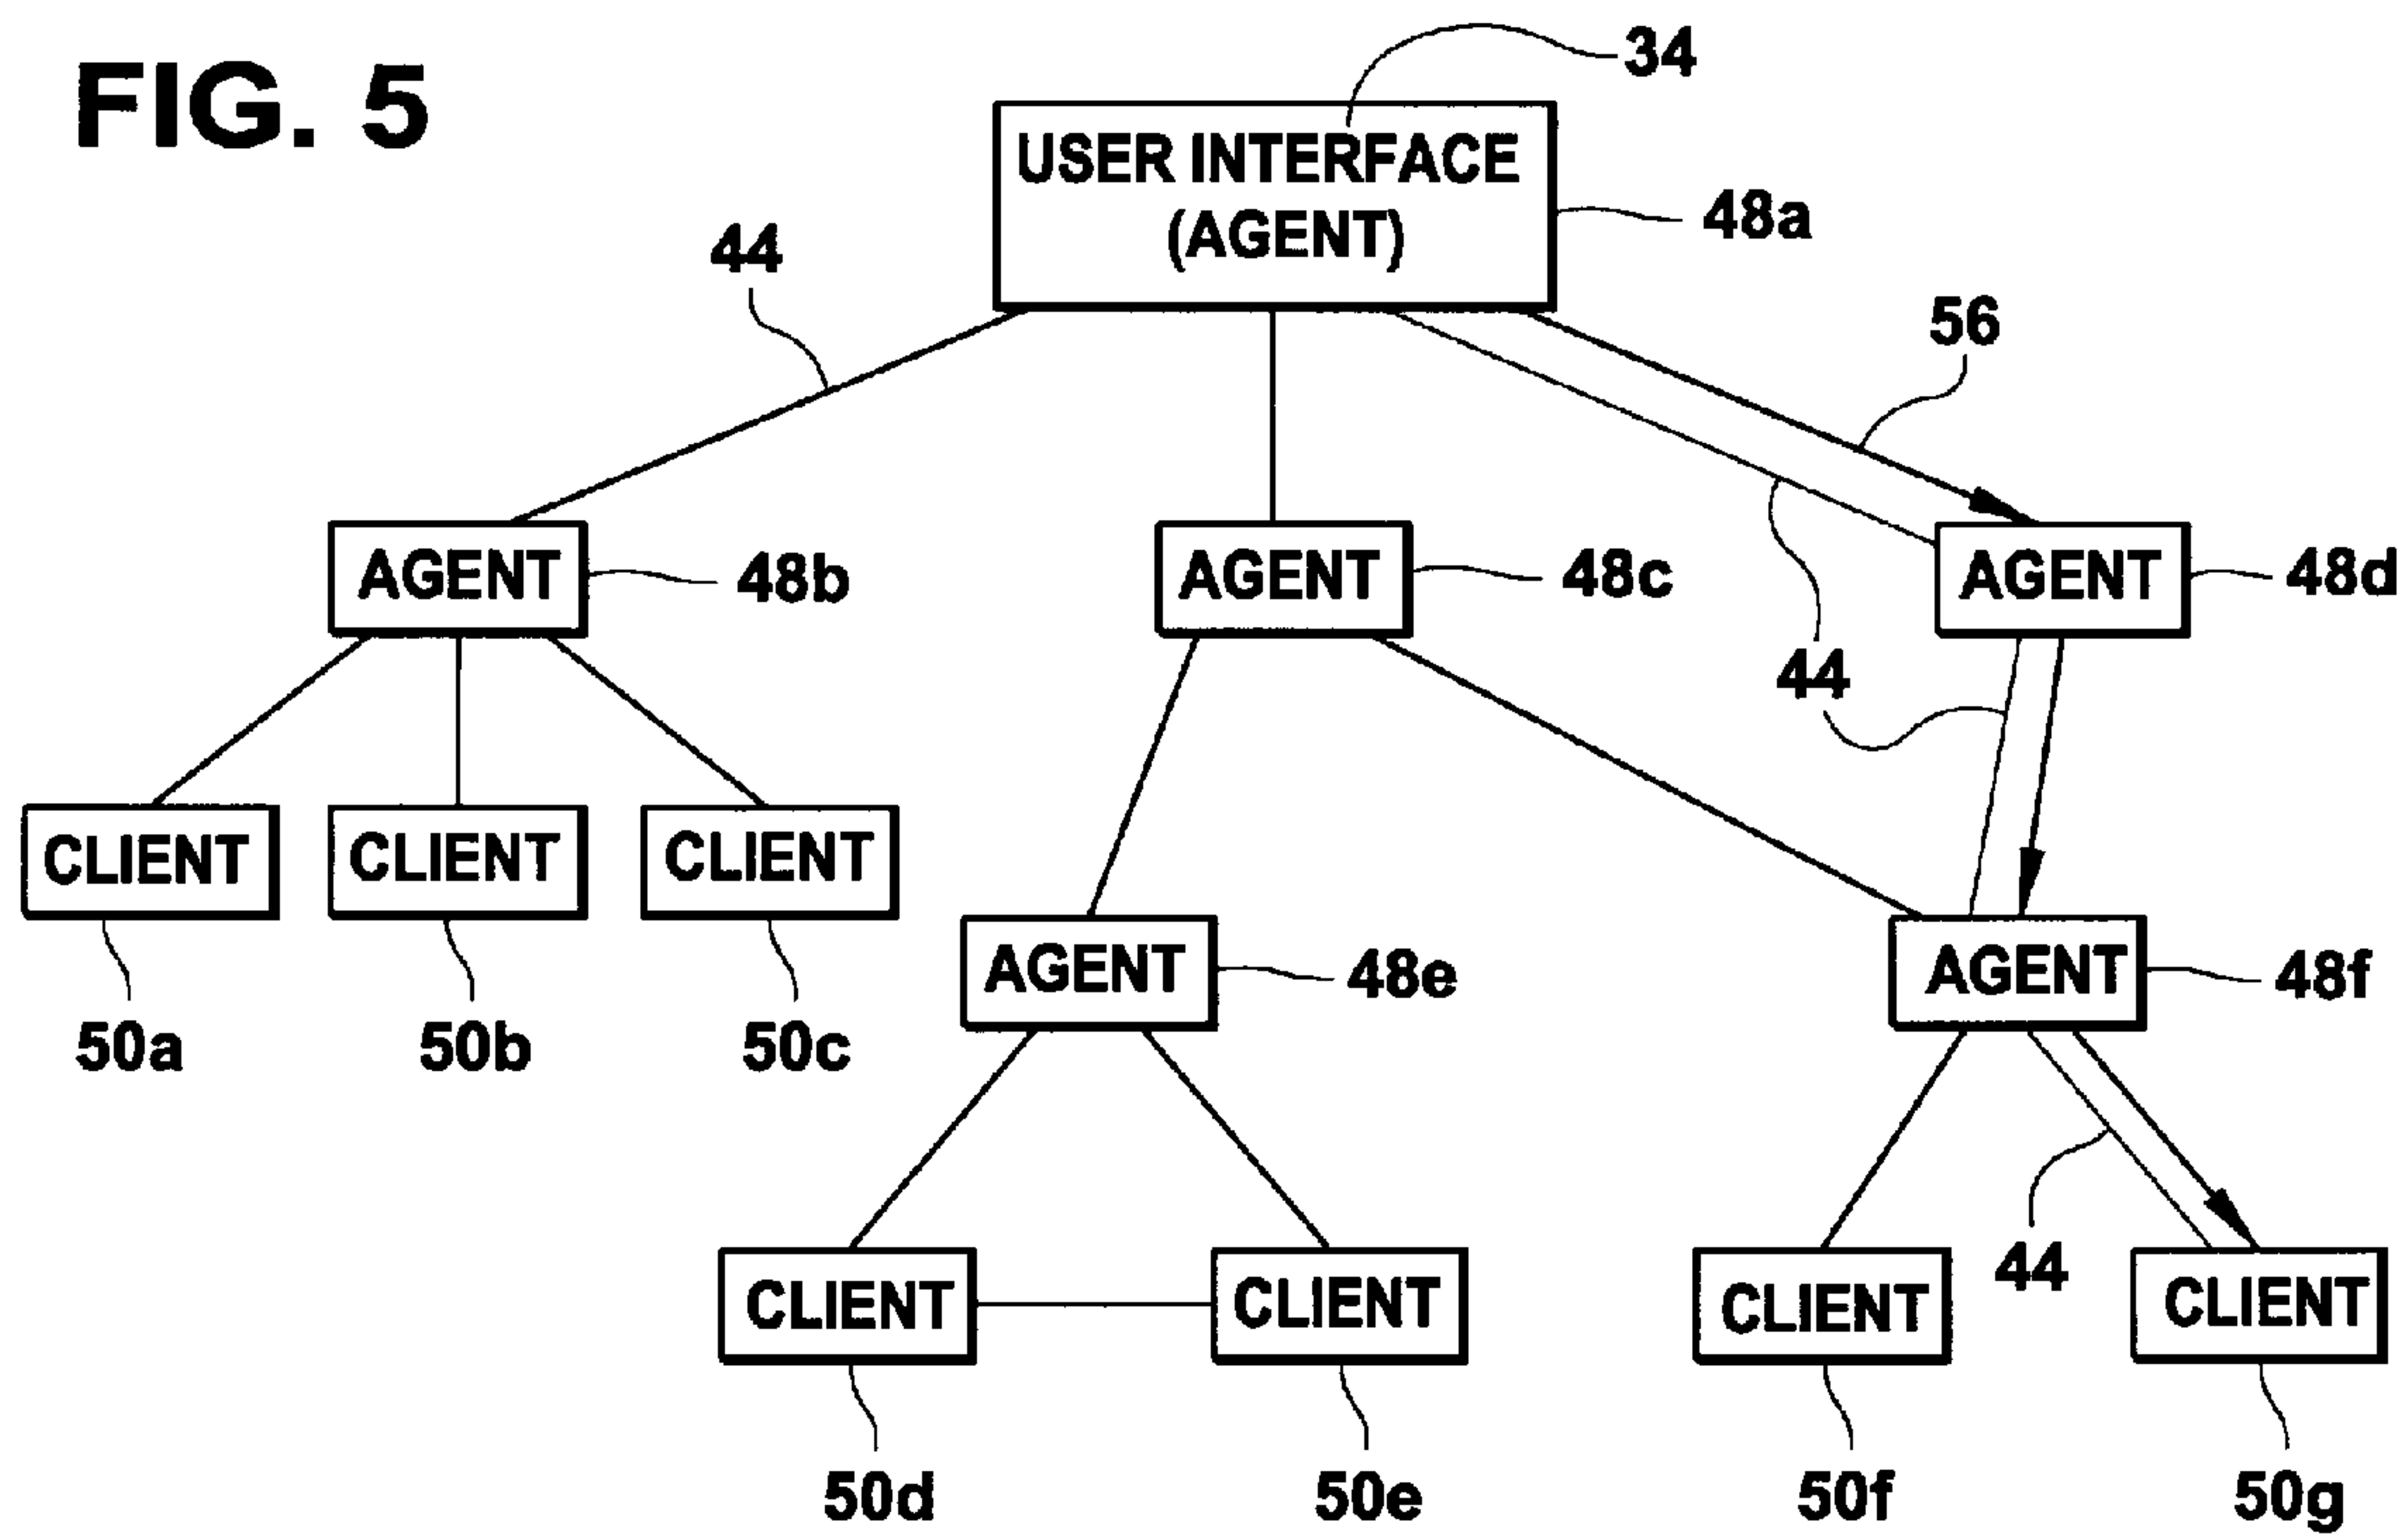 FIG. 5
34
USER INTERFACE
(AGENT)
48a
44
56
AGENT
48b
AGENT
48c
AGENT
48d
44
CLIENT
CLIENT
CLIENT
50a
50b
50c
AGENT
48e
AGENT
48f
44
CLIENT
CLIENT
CLIENT
CLIENT
50d
50e
50f
50g